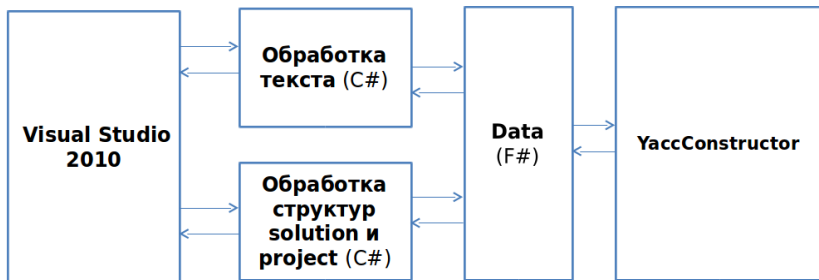 Visual Studio
2010
Обработка
текста (C#)
Обработка
структур
solution и
project (C#)
Data
(F#)
YaccConstructor